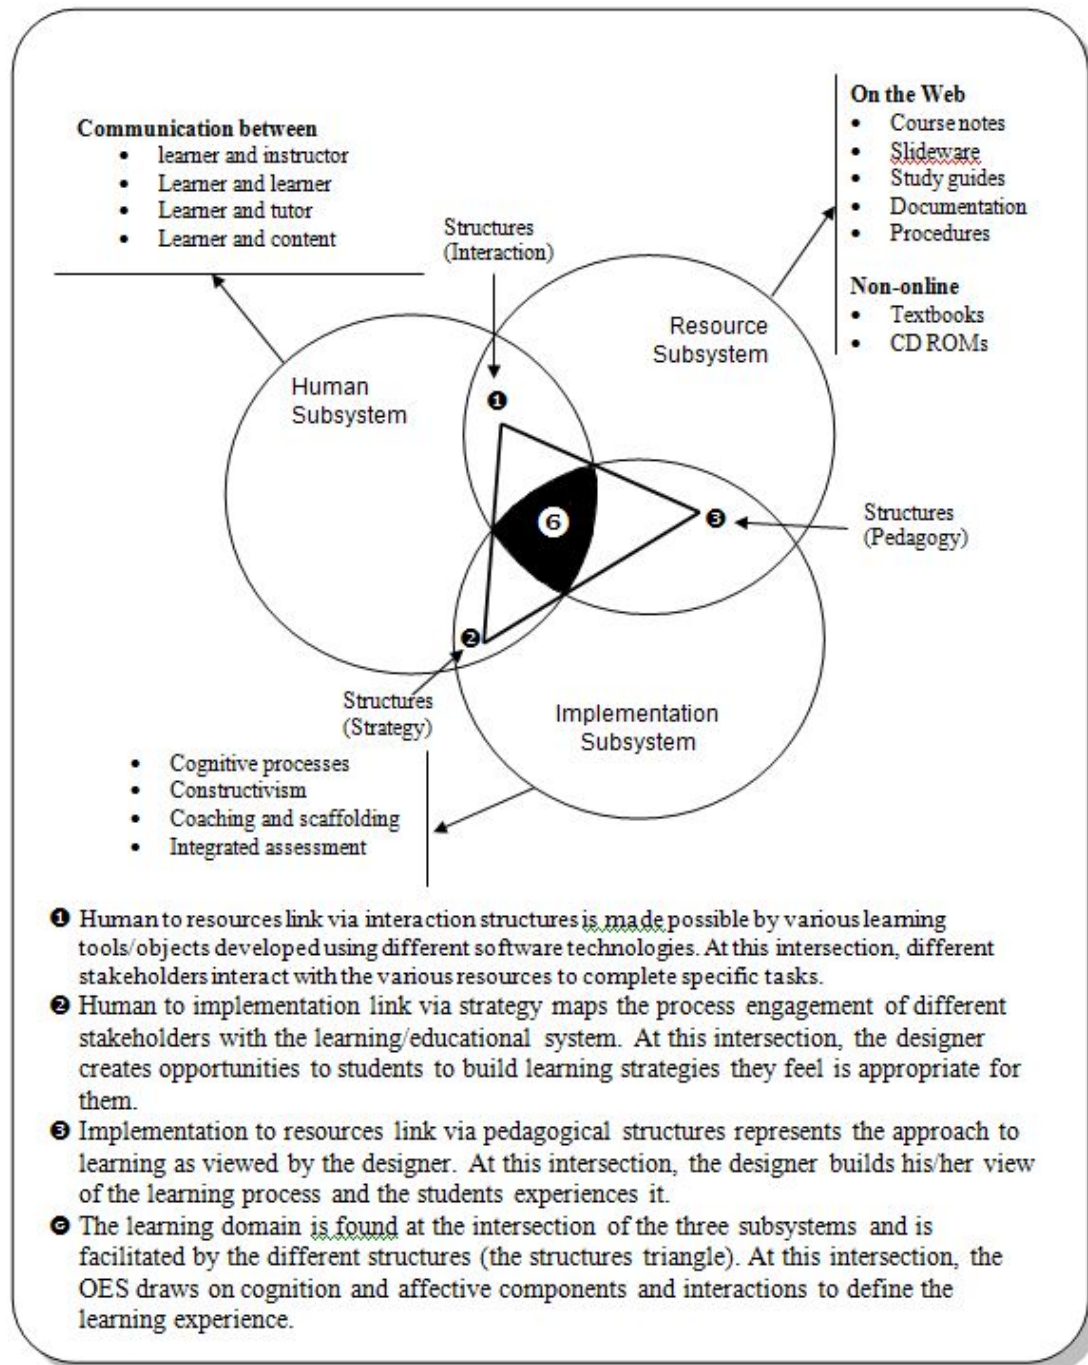 On the Web
• Course notes
• Slideware
• Study guides
• Documentation
• Procedures
Non-online
• Textbooks
• CD ROMs
Communication between
• learner and instructor
• Learner and learner
• Learner and tutor
• Learner and content
Structures
(Interaction)
Resource
Subsystem
Human
Subsystem
❶
❻
❸
Structures
(Pedagogy)
❷
Structures
(Strategy)
Implementation
Subsystem
• Cognitive processes
• Constructivism
• Coaching and scaffolding
• Integrated assessment
❶ Human to resources link via interaction structures is made possible by various learning
tools/objects developed using different software technologies. At this intersection, different
stakeholders interact with the various resources to complete specific tasks.
❷ Human to implementation link via strategy maps the process engagement of different
stakeholders with the learning/educational system. At this intersection, the designer
creates opportunities to students to build learning strategies they feel is appropriate for
them.
❸ Implementation to resources link via pedagogical structures represents the approach to
learning as viewed by the designer. At this intersection, the designer builds his/her view
of the learning process and the students experiences it.
❻ The learning domain is found at the intersection of the three subsystems and is
facilitated by the different structures (the structures triangle). At this intersection, the
OES draws on cognition and affective components and interactions to define the
learning experience.